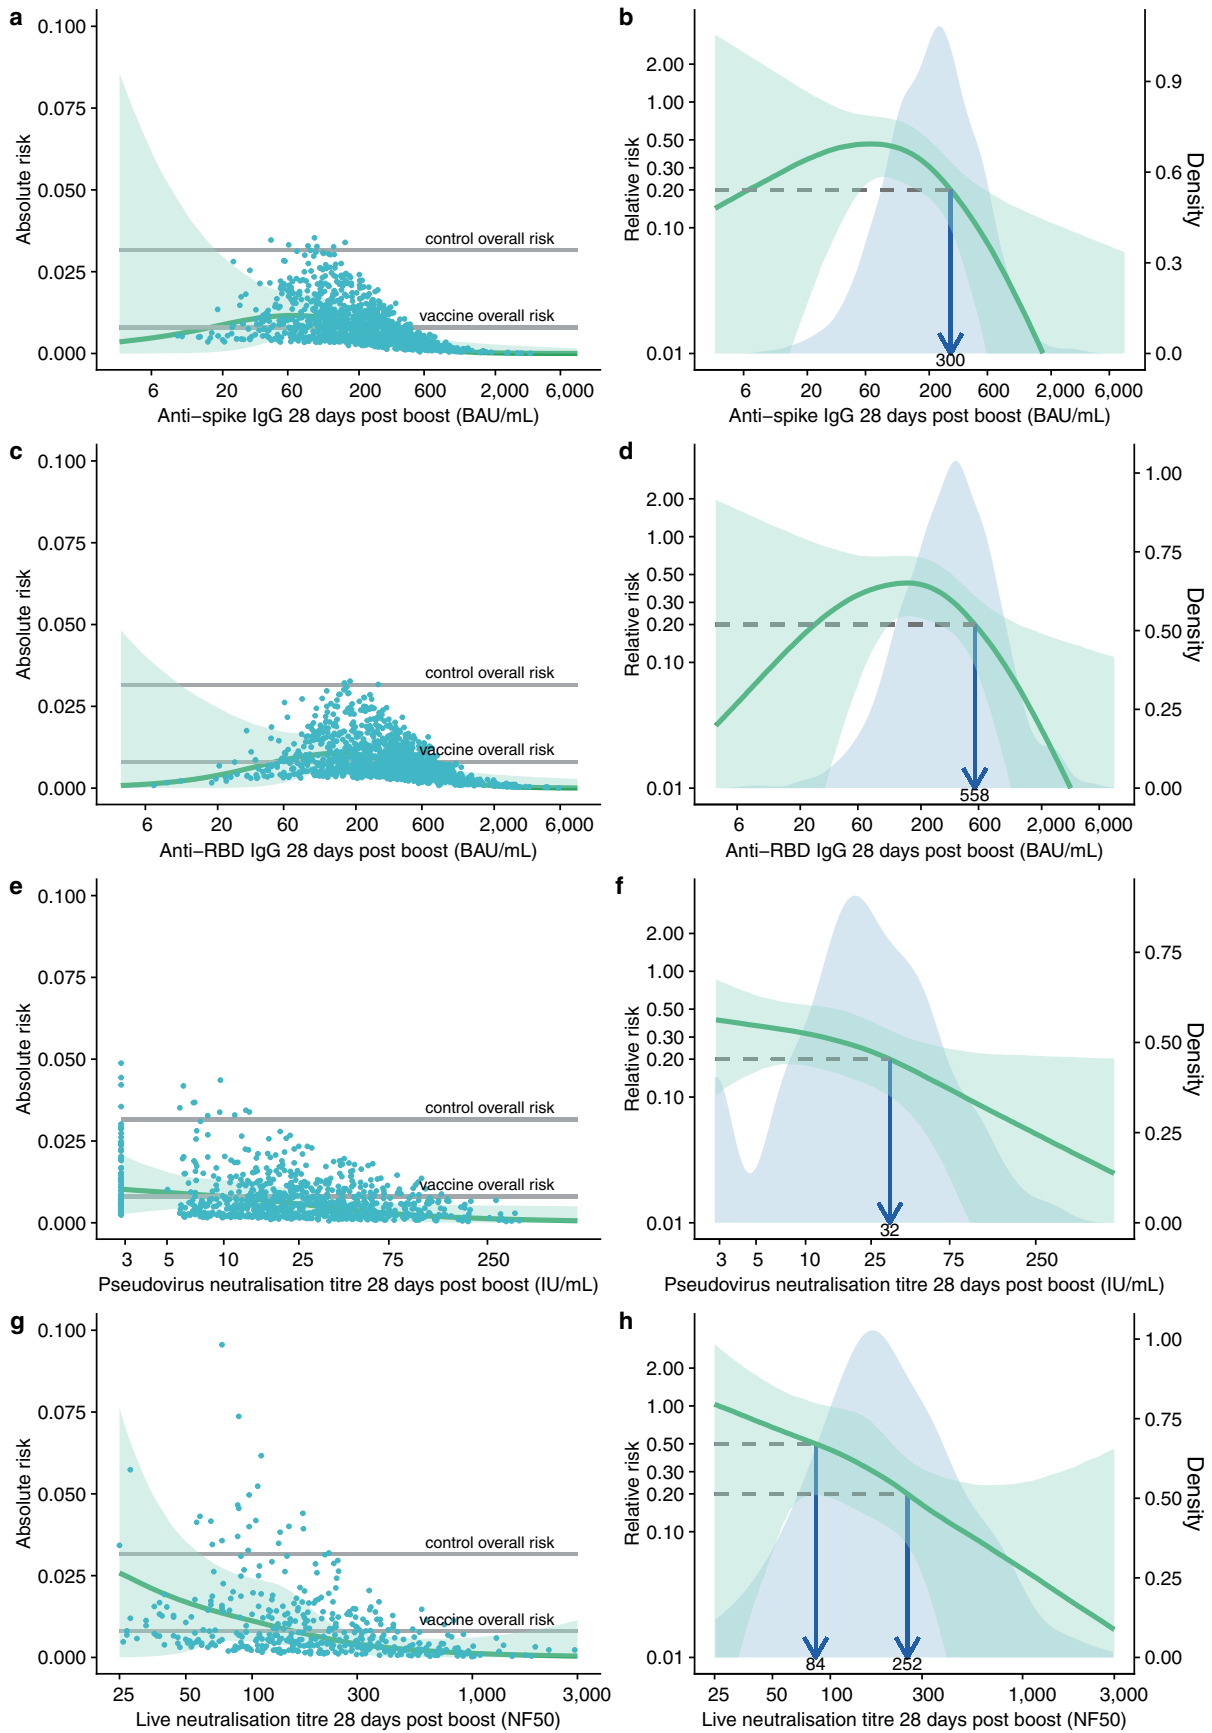 a
0.100
0.075
0.050
0.025
0.000
Absolute risk
control overall risk
vaccine overall risk
6 20 60 200 600 2,000 6,000
Anti−spike IgG 28 days post boost (BAU/mL)
b
2.00
1.00
0.50
0.30
0.20
0.10
0.01
Relative risk
0.9
0.6
0.3
0.0
Density
300
6 20 60 200 600 2,000 6,000
Anti−spike IgG 28 days post boost (BAU/mL)
c
0.100
0.075
0.050
0.025
0.000
Absolute risk
control overall risk
vaccine overall risk
6 20 60 200 600 2,000 6,000
Anti−RBD IgG 28 days post boost (BAU/mL)
d
2.00
1.00
0.50
0.30
0.20
0.10
0.01
Relative risk
1.00
0.75
0.50
0.25
0.00
Density
558
6 20 60 200 600 2,000 6,000
Anti−RBD IgG 28 days post boost (BAU/mL)
e
0.100
0.075
0.050
0.025
0.000
Absolute risk
control overall risk
vaccine overall risk
3 5 10 25 75 250
Pseudovirus neutralisation titre 28 days post boost (IU/mL)
f
2.00
1.00
0.50
0.30
0.20
0.10
0.01
Relative risk
0.75
0.50
0.25
0.00
Density
32
3 5 10 25 75 250
Pseudovirus neutralisation titre 28 days post boost (IU/mL)
g
0.100
0.075
0.050
0.025
0.000
Absolute risk
control overall risk
vaccine overall risk
25 50 100 300 1,000 3,000
Live neutralisation titre 28 days post boost (NF50)
h
2.00
1.00
0.50
0.30
0.20
0.10
0.01
Relative risk
1.00
0.75
0.50
0.25
0.00
Density
84 252
25 50 100 300 1,000 3,000
Live neutralisation titre 28 days post boost (NF50)